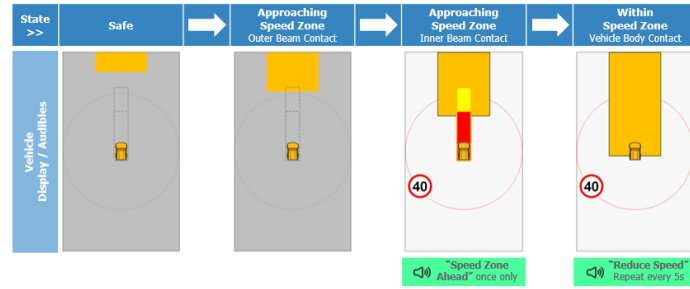 State
>>
Safe
Approaching
Speed Zone
Outer Beam Contact
Approaching
Speed Zone
Inner Beam Contact
Within
Speed Zone
Vehicle Body Contact
Vehicle
Display / Audibles
40
40
"Speed Zone
Ahead" once only
"Reduce Speed"
Repeat every 5s